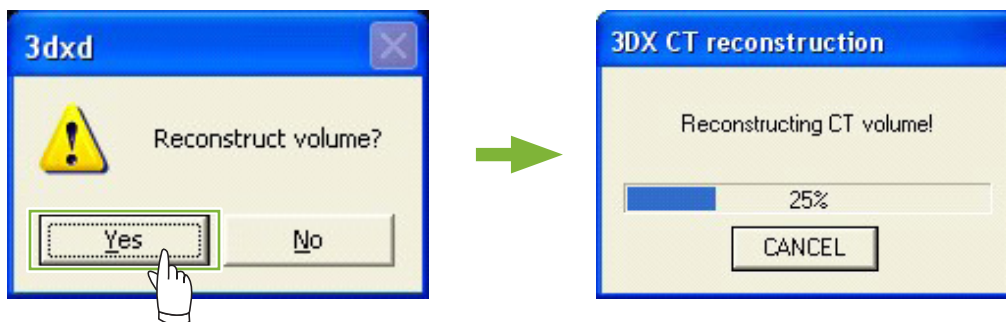 3dxd
Reconstruct volume?
Yes
No
3DX CT reconstruction
Reconstructing CT volume!
25%
CANCEL